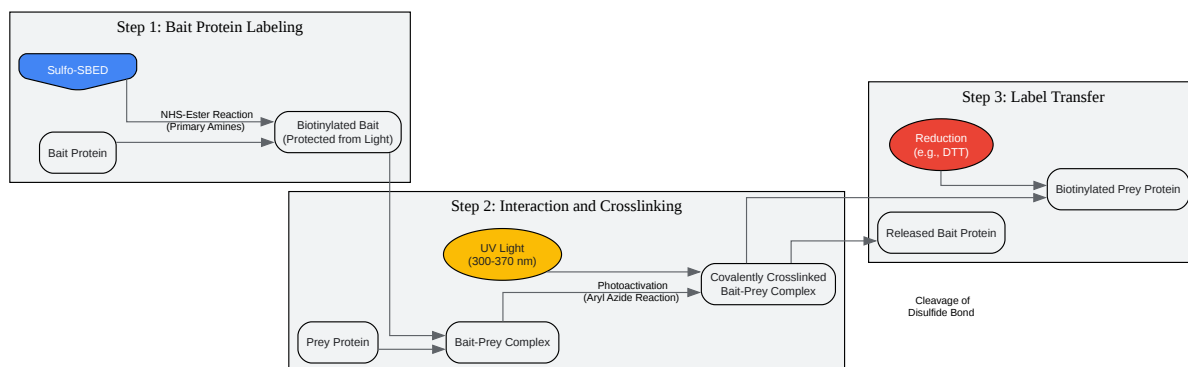 Step 1: Bait Protein Labeling
Sulfo-SBED
NHS-Ester Reaction
(Primary Amines)
Bait Protein
Biotinylated Bait
(Protected from Light)
Step 2: Interaction and Crosslinking
UV Light
(300-370 nm)
Photoactivation
(Aryl Azide Reaction)
Covalently Crosslinked
Bait-Prey Complex
Prey Protein
Bait-Prey Complex
Step 3: Label Transfer
Reduction
(e.g., DTT)
Biotinylated Prey Protein
Released Bait Protein
Cleavage of
Disulfide Bond